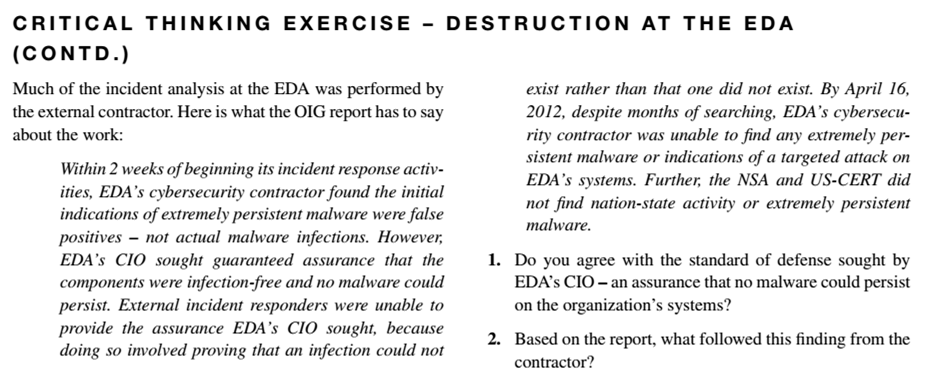 CRITICAL THINKING EXERCISE – DESTRUCTION AT THE EDA
(CONTD.)
Much of the incident analysis at the EDA was performed by
the external contractor. Here is what the OIG report has to say
about the work:
Within 2 weeks of beginning its incident response activ-
ities, EDA's cybersecurity contractor found the initial
indications of extremely persistent malware were false
positives – not actual malware infections. However,
EDA's CIO sought guaranteed assurance that the
components were infection-free and no malware could
persist. External incident responders were unable to
provide the assurance EDA's CIO sought, because
doing so involved proving that an infection could not
exist rather than that one did not exist. By April 16,
2012, despite months of searching, EDA's cybersecu-
rity contractor was unable to find any extremely per-
sistent malware or indications of a targeted attack on
EDA's systems. Further, the NSA and US-CERT did
not find nation-state activity or extremely persistent
malware.
1. Do you agree with the standard of defense sought by
EDA's CIO – an assurance that no malware could persist
on the organization's systems?
2. Based on the report, what followed this finding from the
contractor?